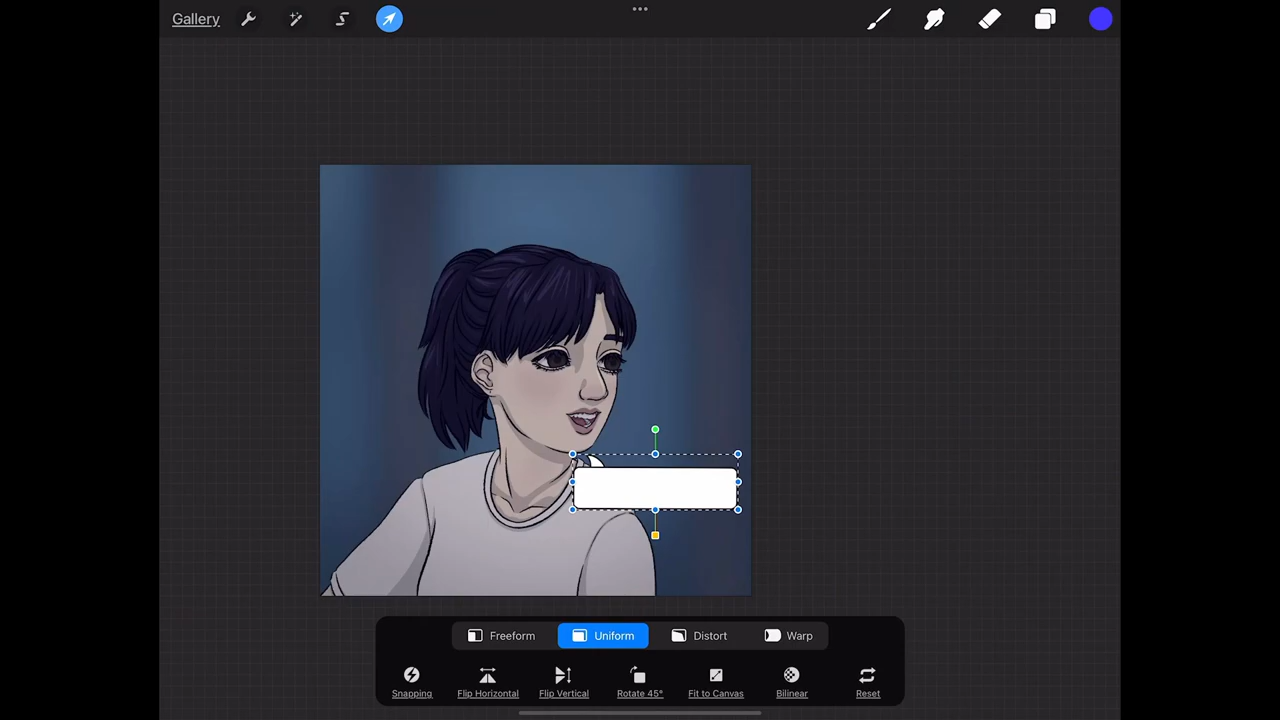 Gallery
Freeform
Uniform
Distort
Warp
Snapping
Flip Horizontal
Flip Vertical
Rotate 45°
Fit to Canvas
Bilinear
Reset